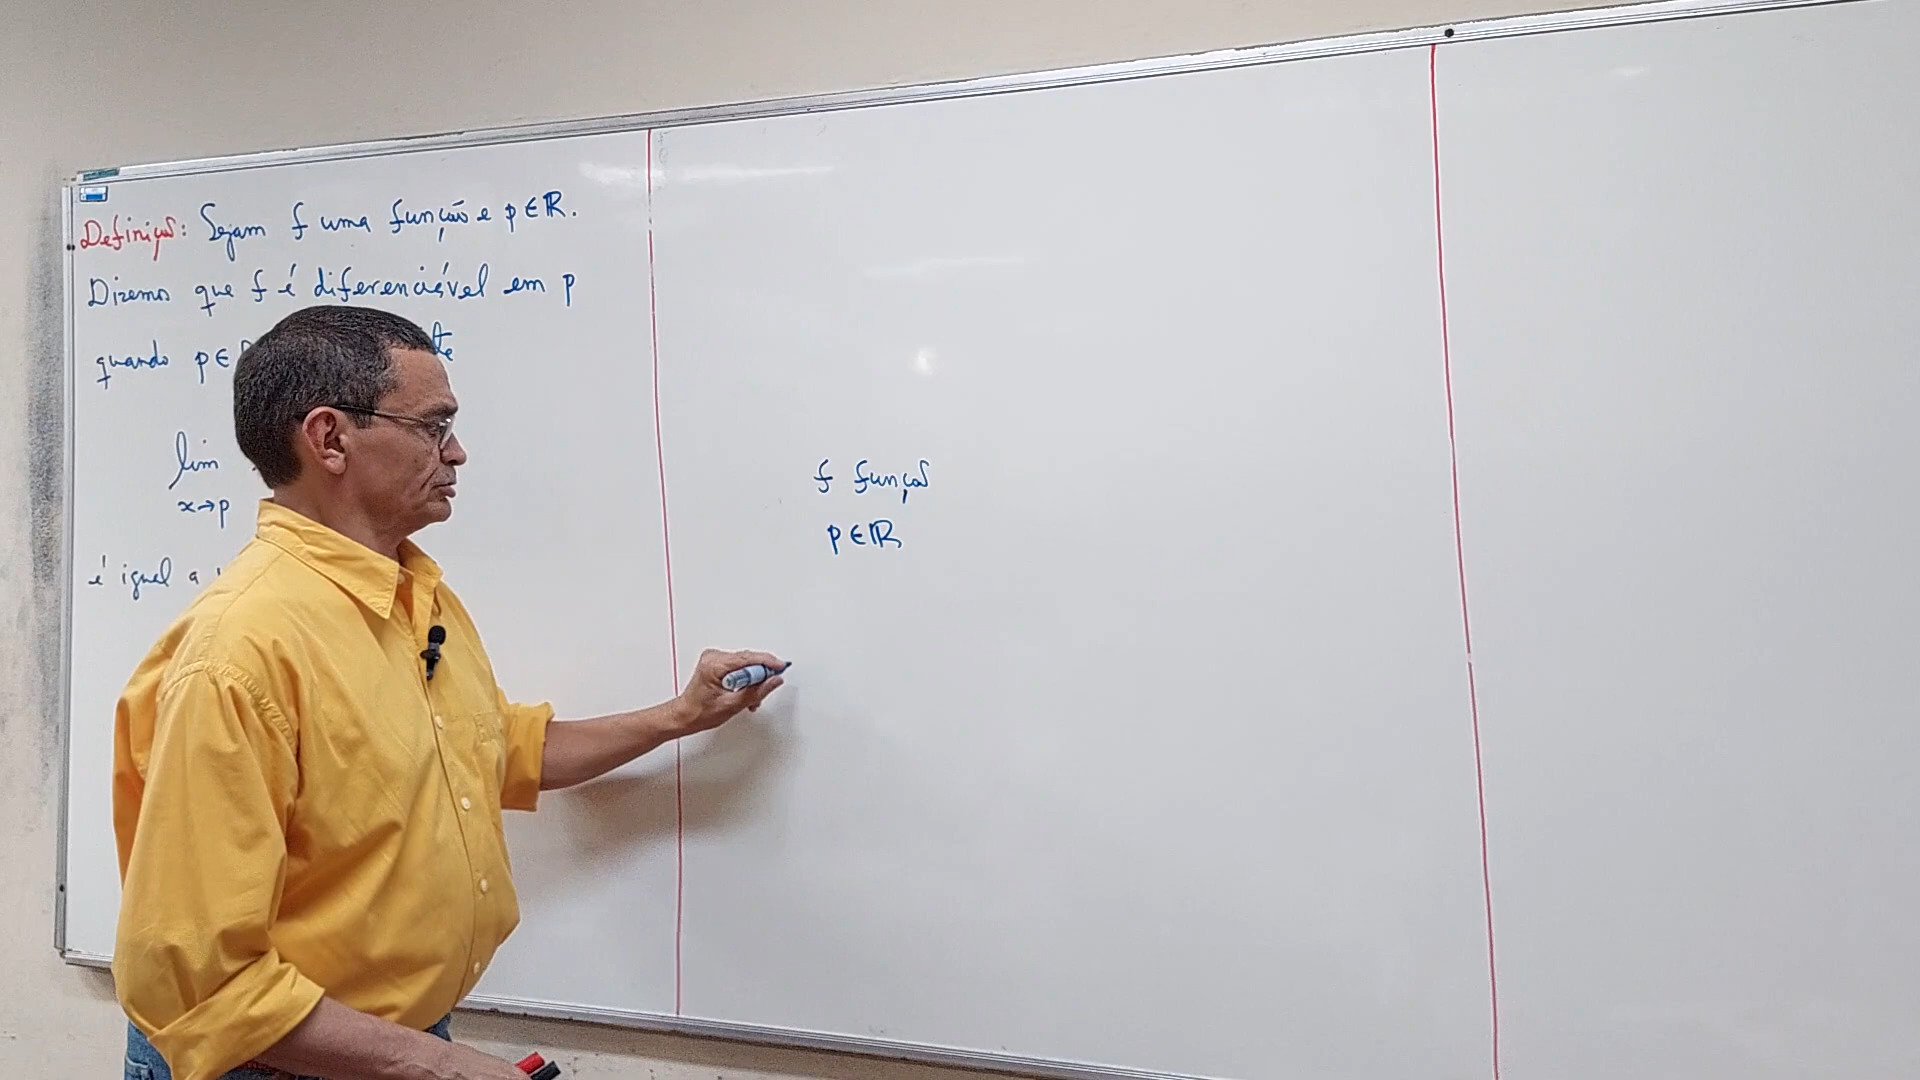 Definição: Sejam f uma função e p∈ℝ.
Dizemos que f é diferenciável em p
quando p∈
lim
x→p
é igual a
f função
p∈ℝ